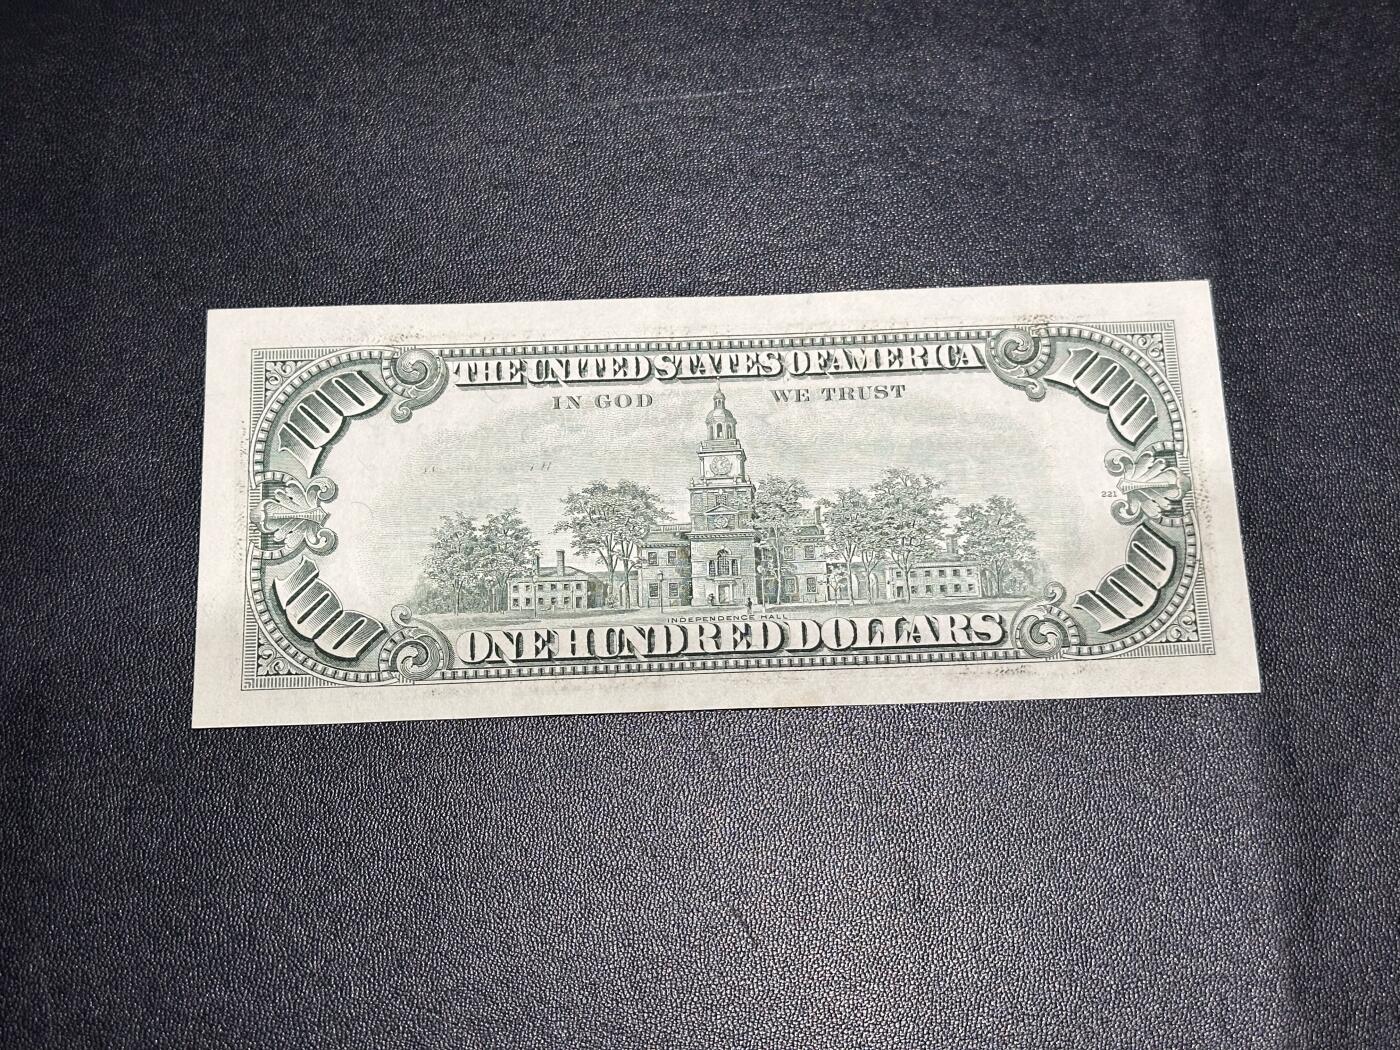 100
THE UNITED STATES OF AMERICA
100
IN GOD WE TRUST
221
INDEPENDENCE HALL
100
ONE HUNDRED DOLLARS
100